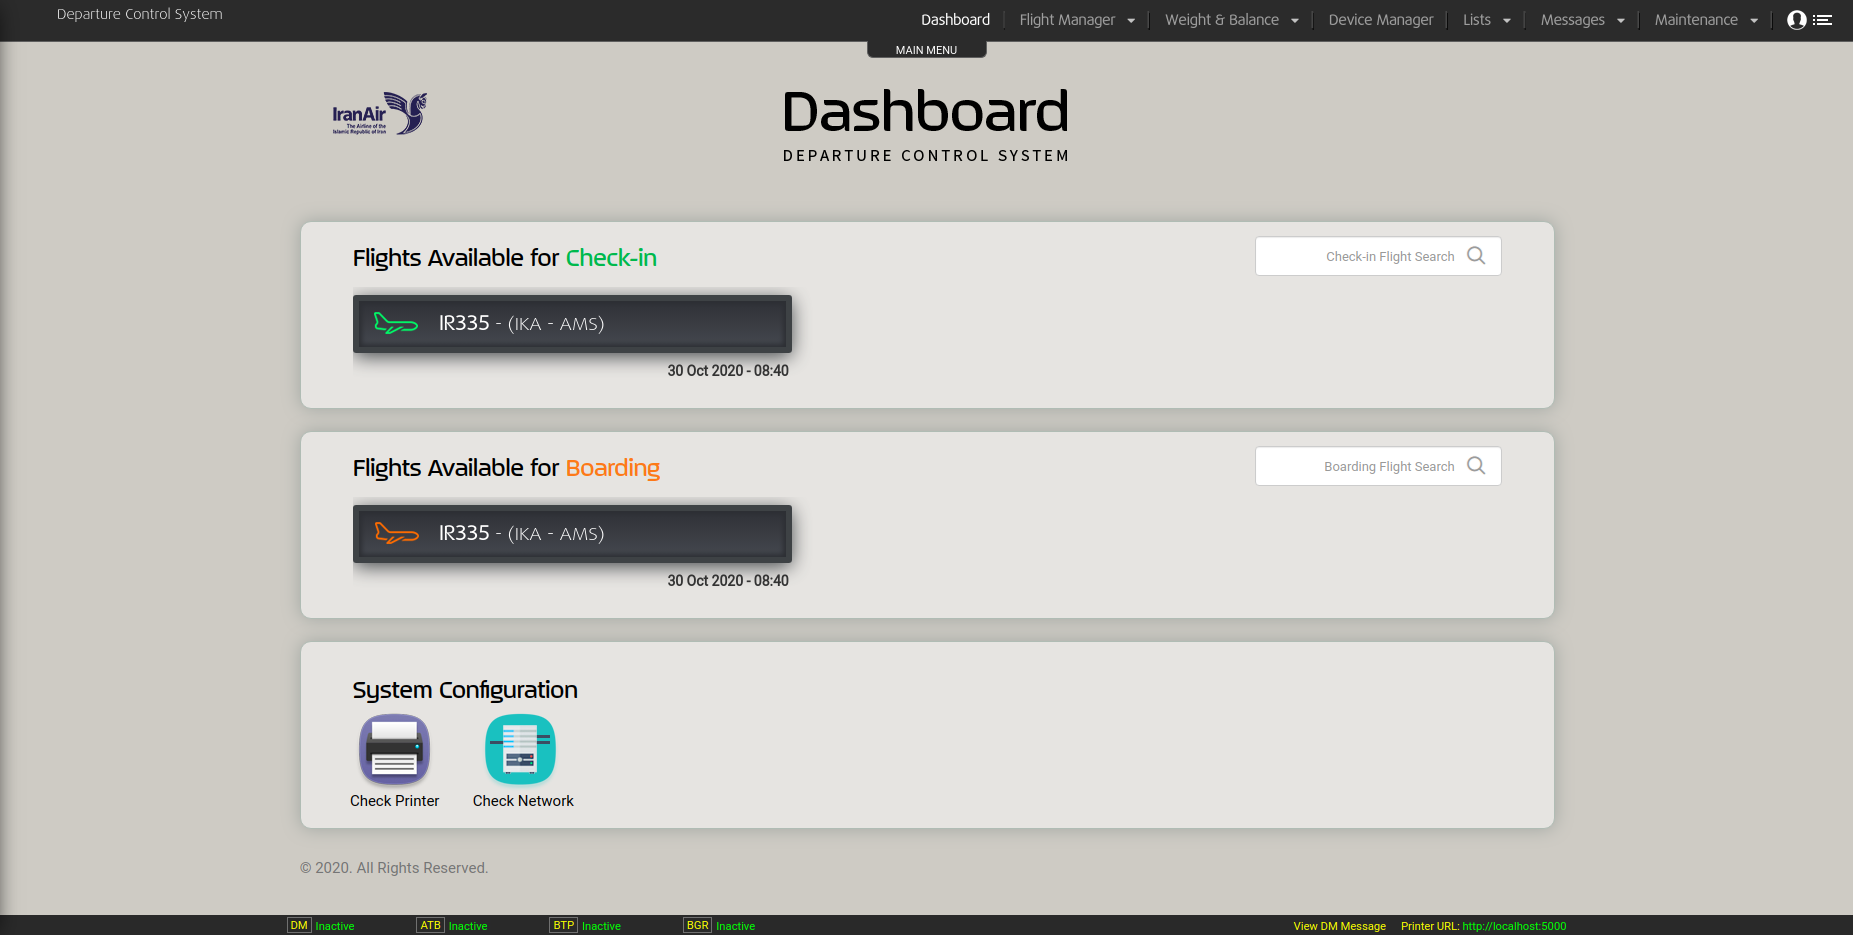 Departure Control System
Dashboard Flight Manager Weight & Balance Device Manager Lists Messages Maintenance
MAIN MENU
IranAir
The Airline of the
Islamic Republic of Iran
Dashboard
DEPARTURE CONTROL SYSTEM
Flights Available for Check-in
Check-in Flight Search
IR335 - (IKA - AMS)
30 Oct 2020 - 08:40
Flights Available for Boarding
Boarding Flight Search
IR335 - (IKA - AMS)
30 Oct 2020 - 08:40
System Configuration
Check Printer Check Network
© 2020. All Rights Reserved.
DM Inactive ATB Inactive BTP Inactive BGR Inactive View DM Message Printer URL: http://localhost:5000